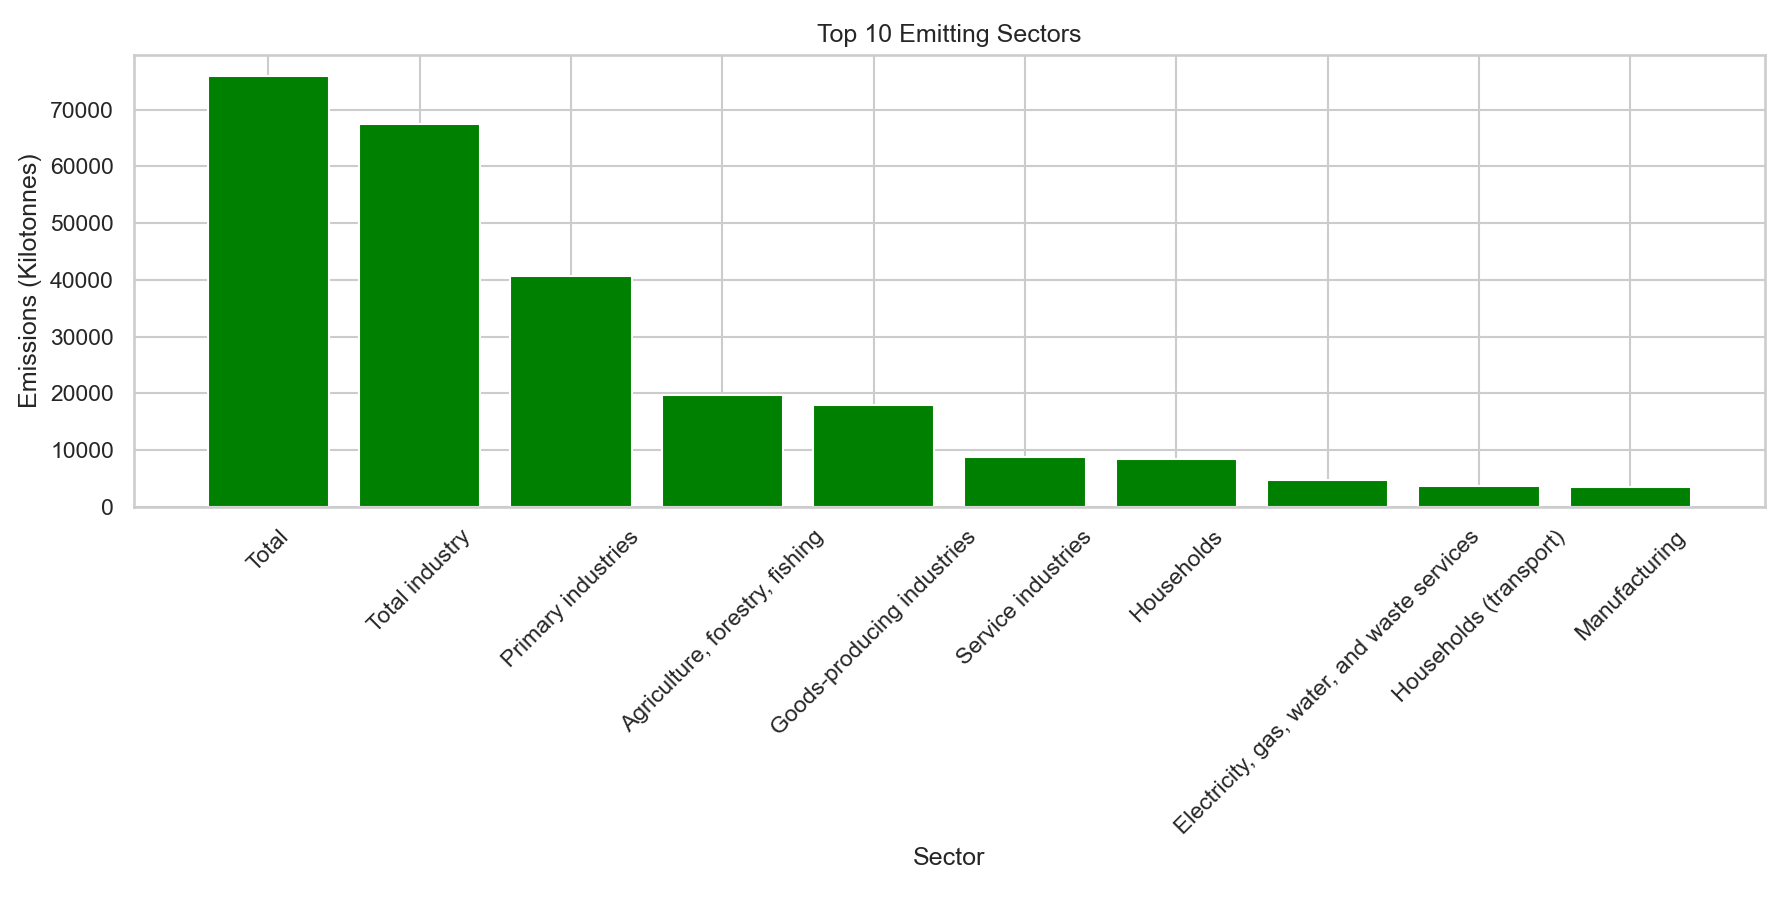 Top 10 Emitting Sectors
Emissions (Kilotonnes)
70000
60000
50000
40000
30000
20000
10000
0
Total
Total industry
Primary industries
Agriculture, forestry, fishing
Goods-producing industries
Service industries
Households
Electricity, gas, water, and waste services
Households (transport)
Manufacturing
Sector